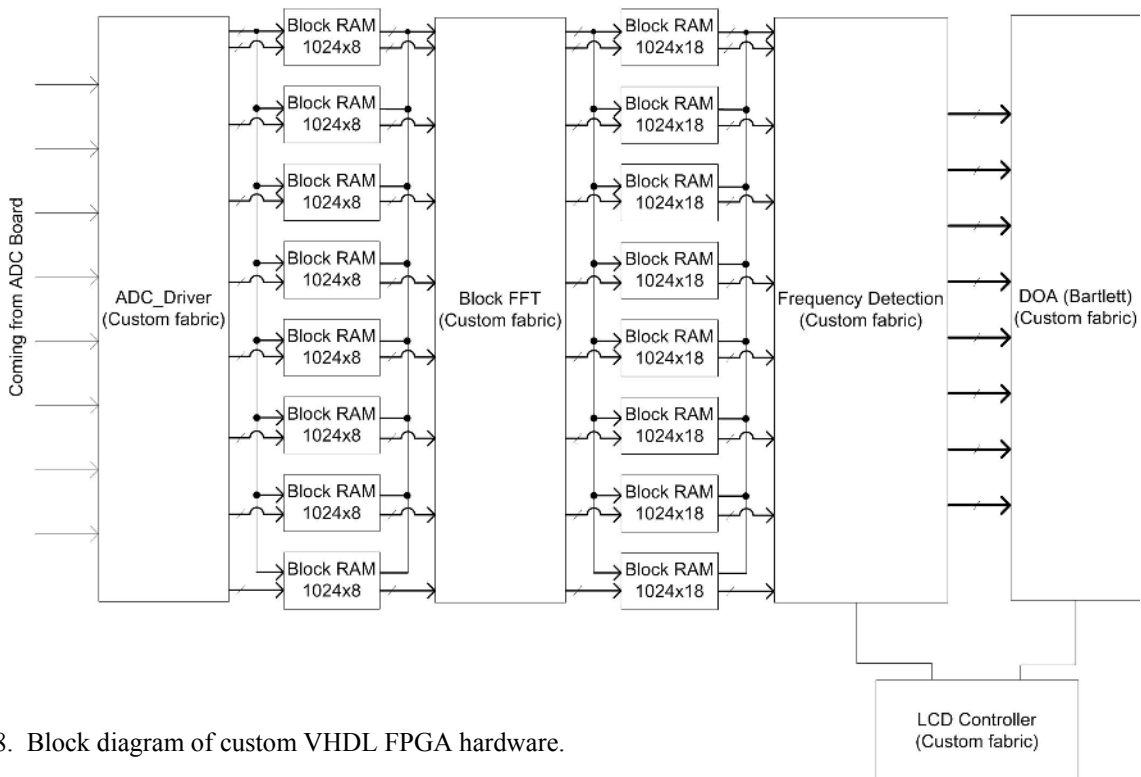 Coming from ADC Board
ADC_Driver
(Custom fabric)
Block RAM
1024x8
Block RAM
1024x8
Block RAM
1024x8
Block RAM
1024x8
Block RAM
1024x8
Block RAM
1024x8
Block RAM
1024x8
Block RAM
1024x8
Block FFT
(Custom fabric)
Block RAM
1024x18
Block RAM
1024x18
Block RAM
1024x18
Block RAM
1024x18
Block RAM
1024x18
Block RAM
1024x18
Block RAM
1024x18
Block RAM
1024x18
Frequency Detection
(Custom fabric)
DOA (Bartlett)
(Custom fabric)
LCD Controller
(Custom fabric)
8. Block diagram of custom VHDL FPGA hardware.